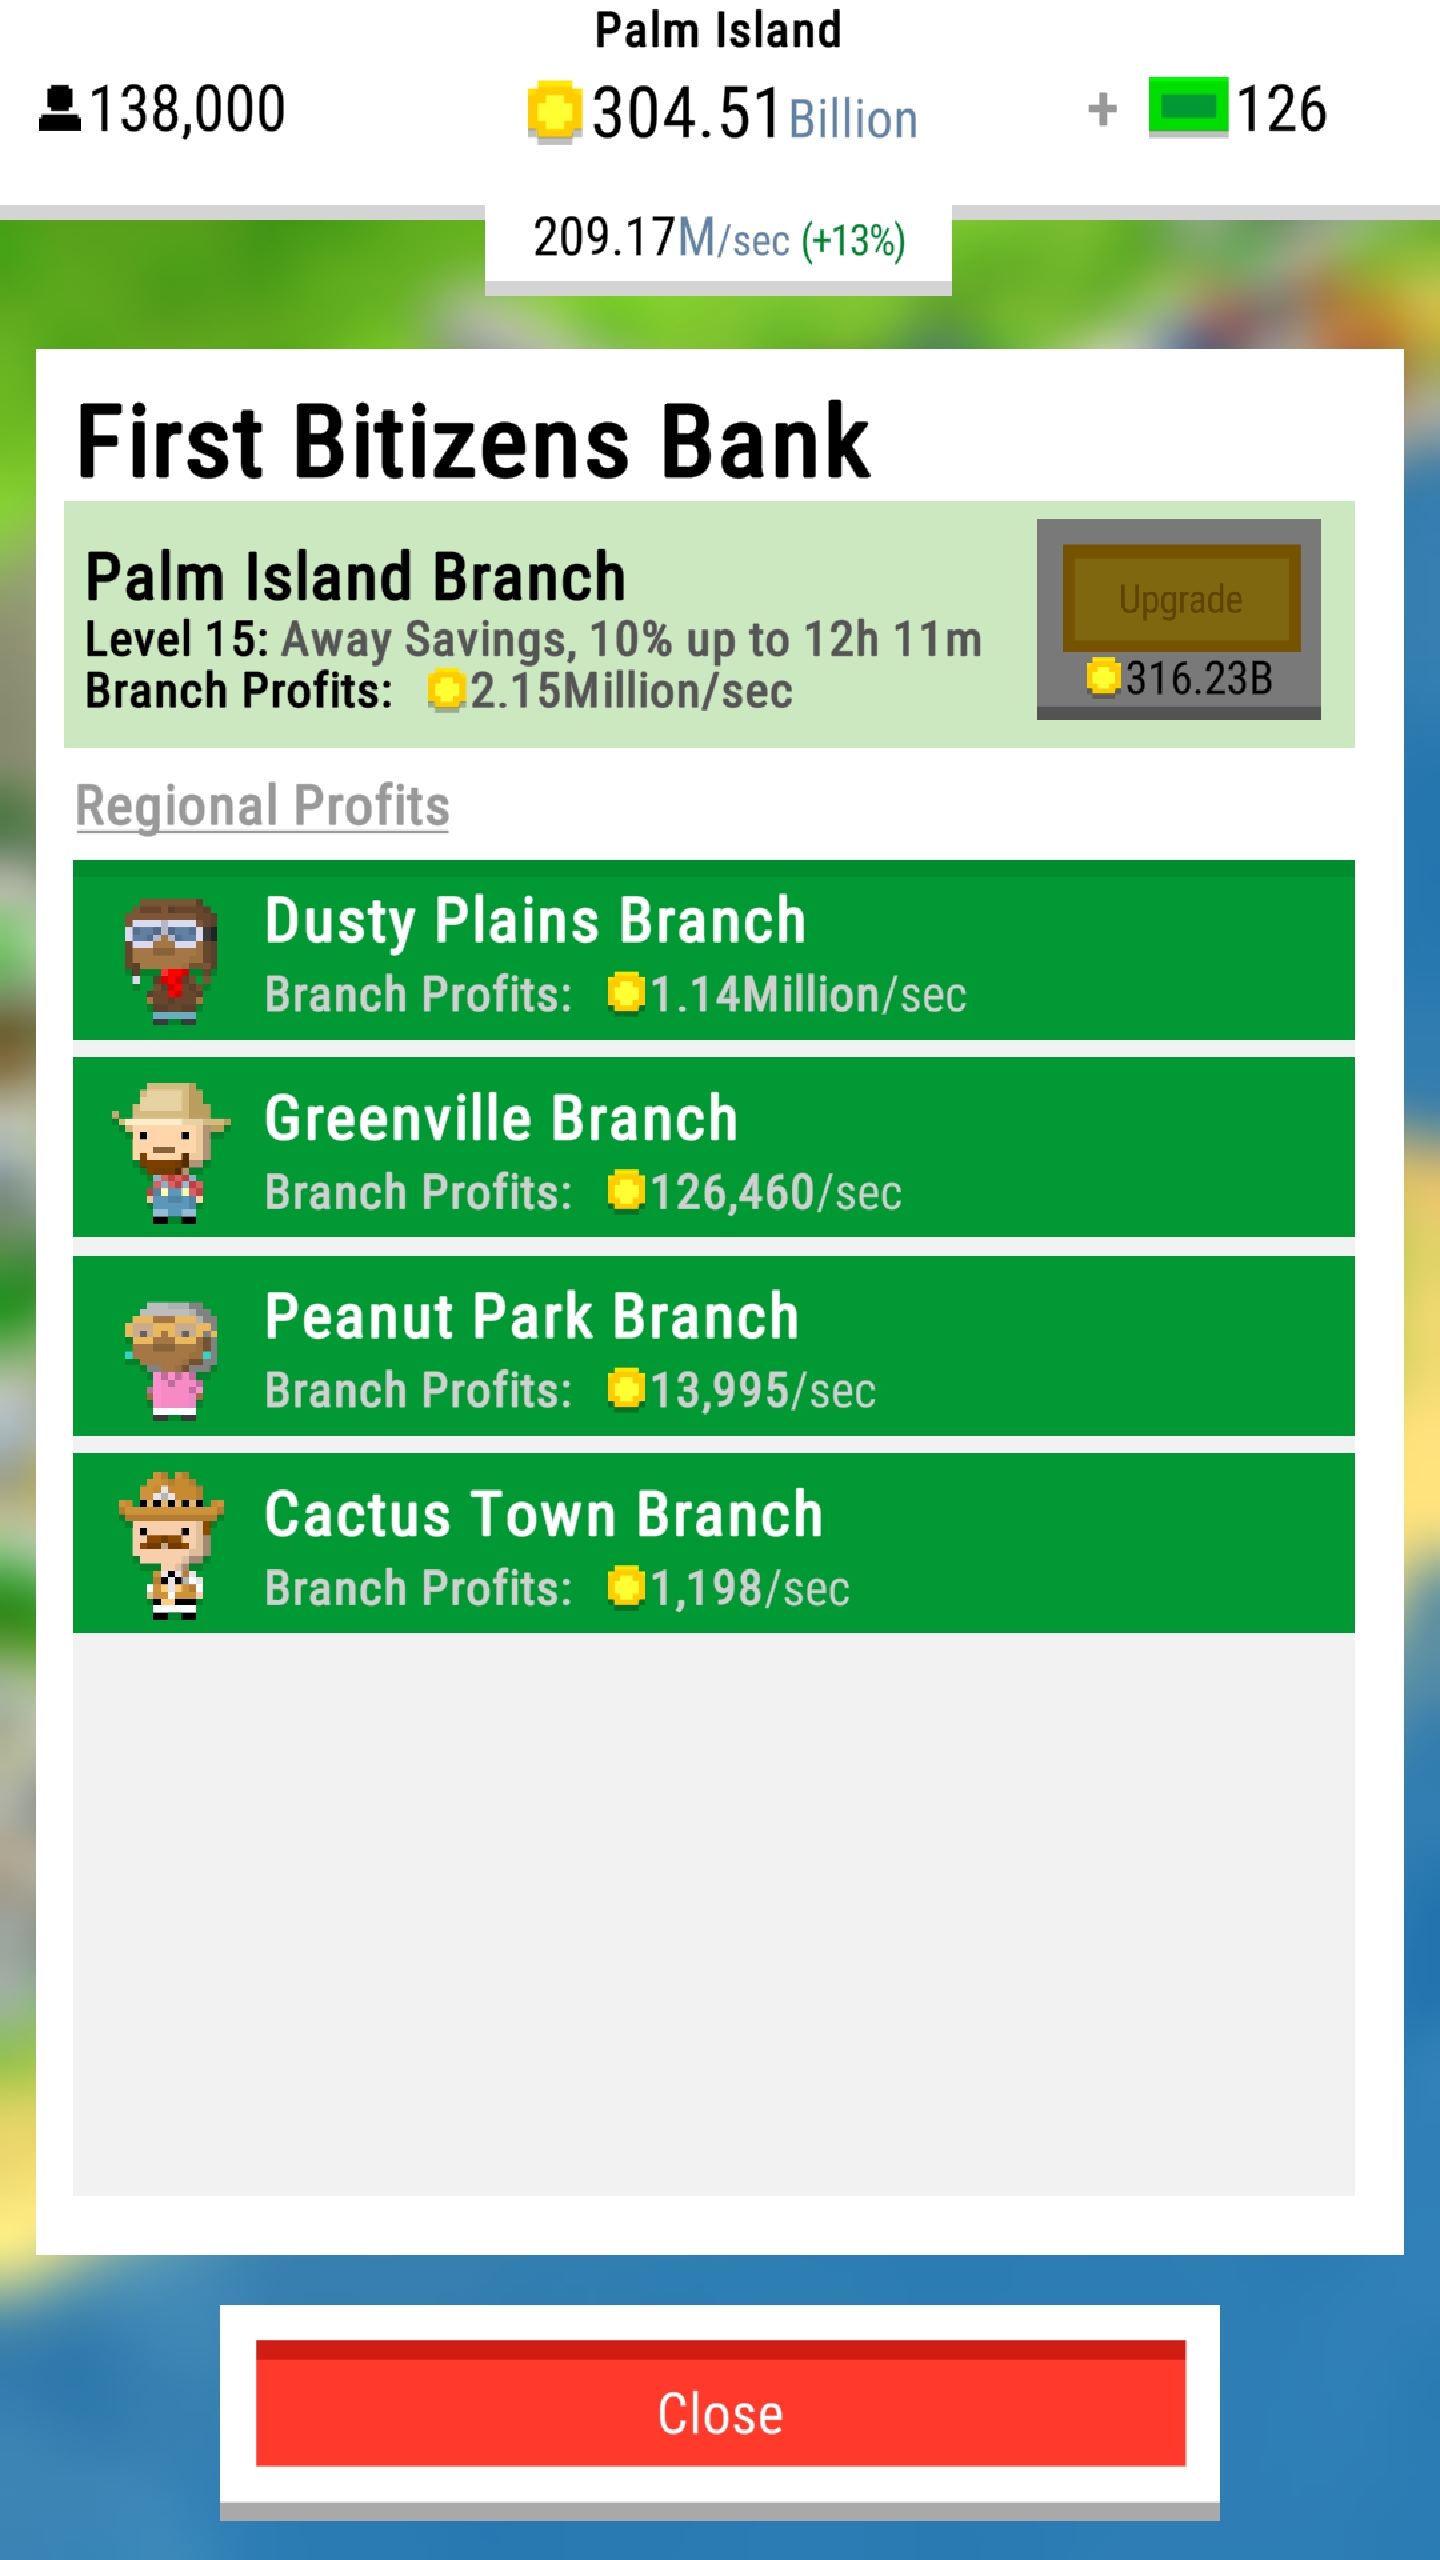 Palm Island
138,000
304.51 Billion
+ 126
209.17M/sec (+13%)
First Bitizens Bank
Palm Island Branch
Level 15: Away Savings, 10% up to 12h 11m
Branch Profits: 2.15Million/sec
Upgrade
316.23B
Regional Profits
Dusty Plains Branch
Branch Profits: 1.14Million/sec
Greenville Branch
Branch Profits: 126,460/sec
Peanut Park Branch
Branch Profits: 13,995/sec
Cactus Town Branch
Branch Profits: 1,198/sec
Close